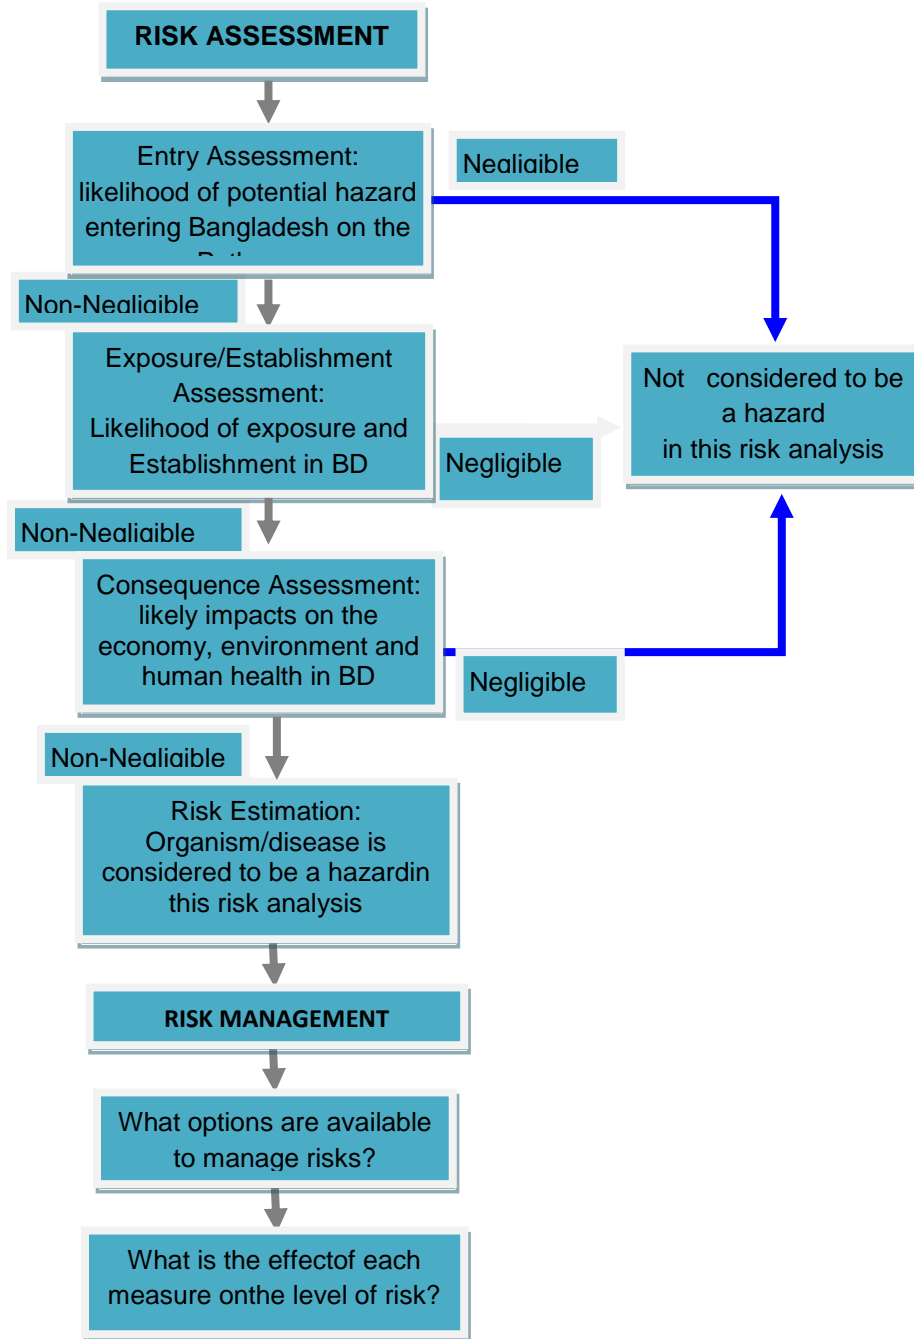 RISK ASSESSMENT
Entry Assessment:
likelihood of potential hazard
entering Bangladesh on the
Negligible
Non-Negligible
Exposure/Establishment
Assessment:
Likelihood of exposure and
Establishment in BD
Negligible
Not considered to be
a hazard
in this risk analysis
Non-Negligible
Consequence Assessment:
likely impacts on the
economy, environment and
human health in BD
Negligible
Non-Negligible
Risk Estimation:
Organism/disease is
considered to be a hazardin
this risk analysis
RISK MANAGEMENT
What options are available
to manage risks?
What is the effectof each
measure onthe level of risk?